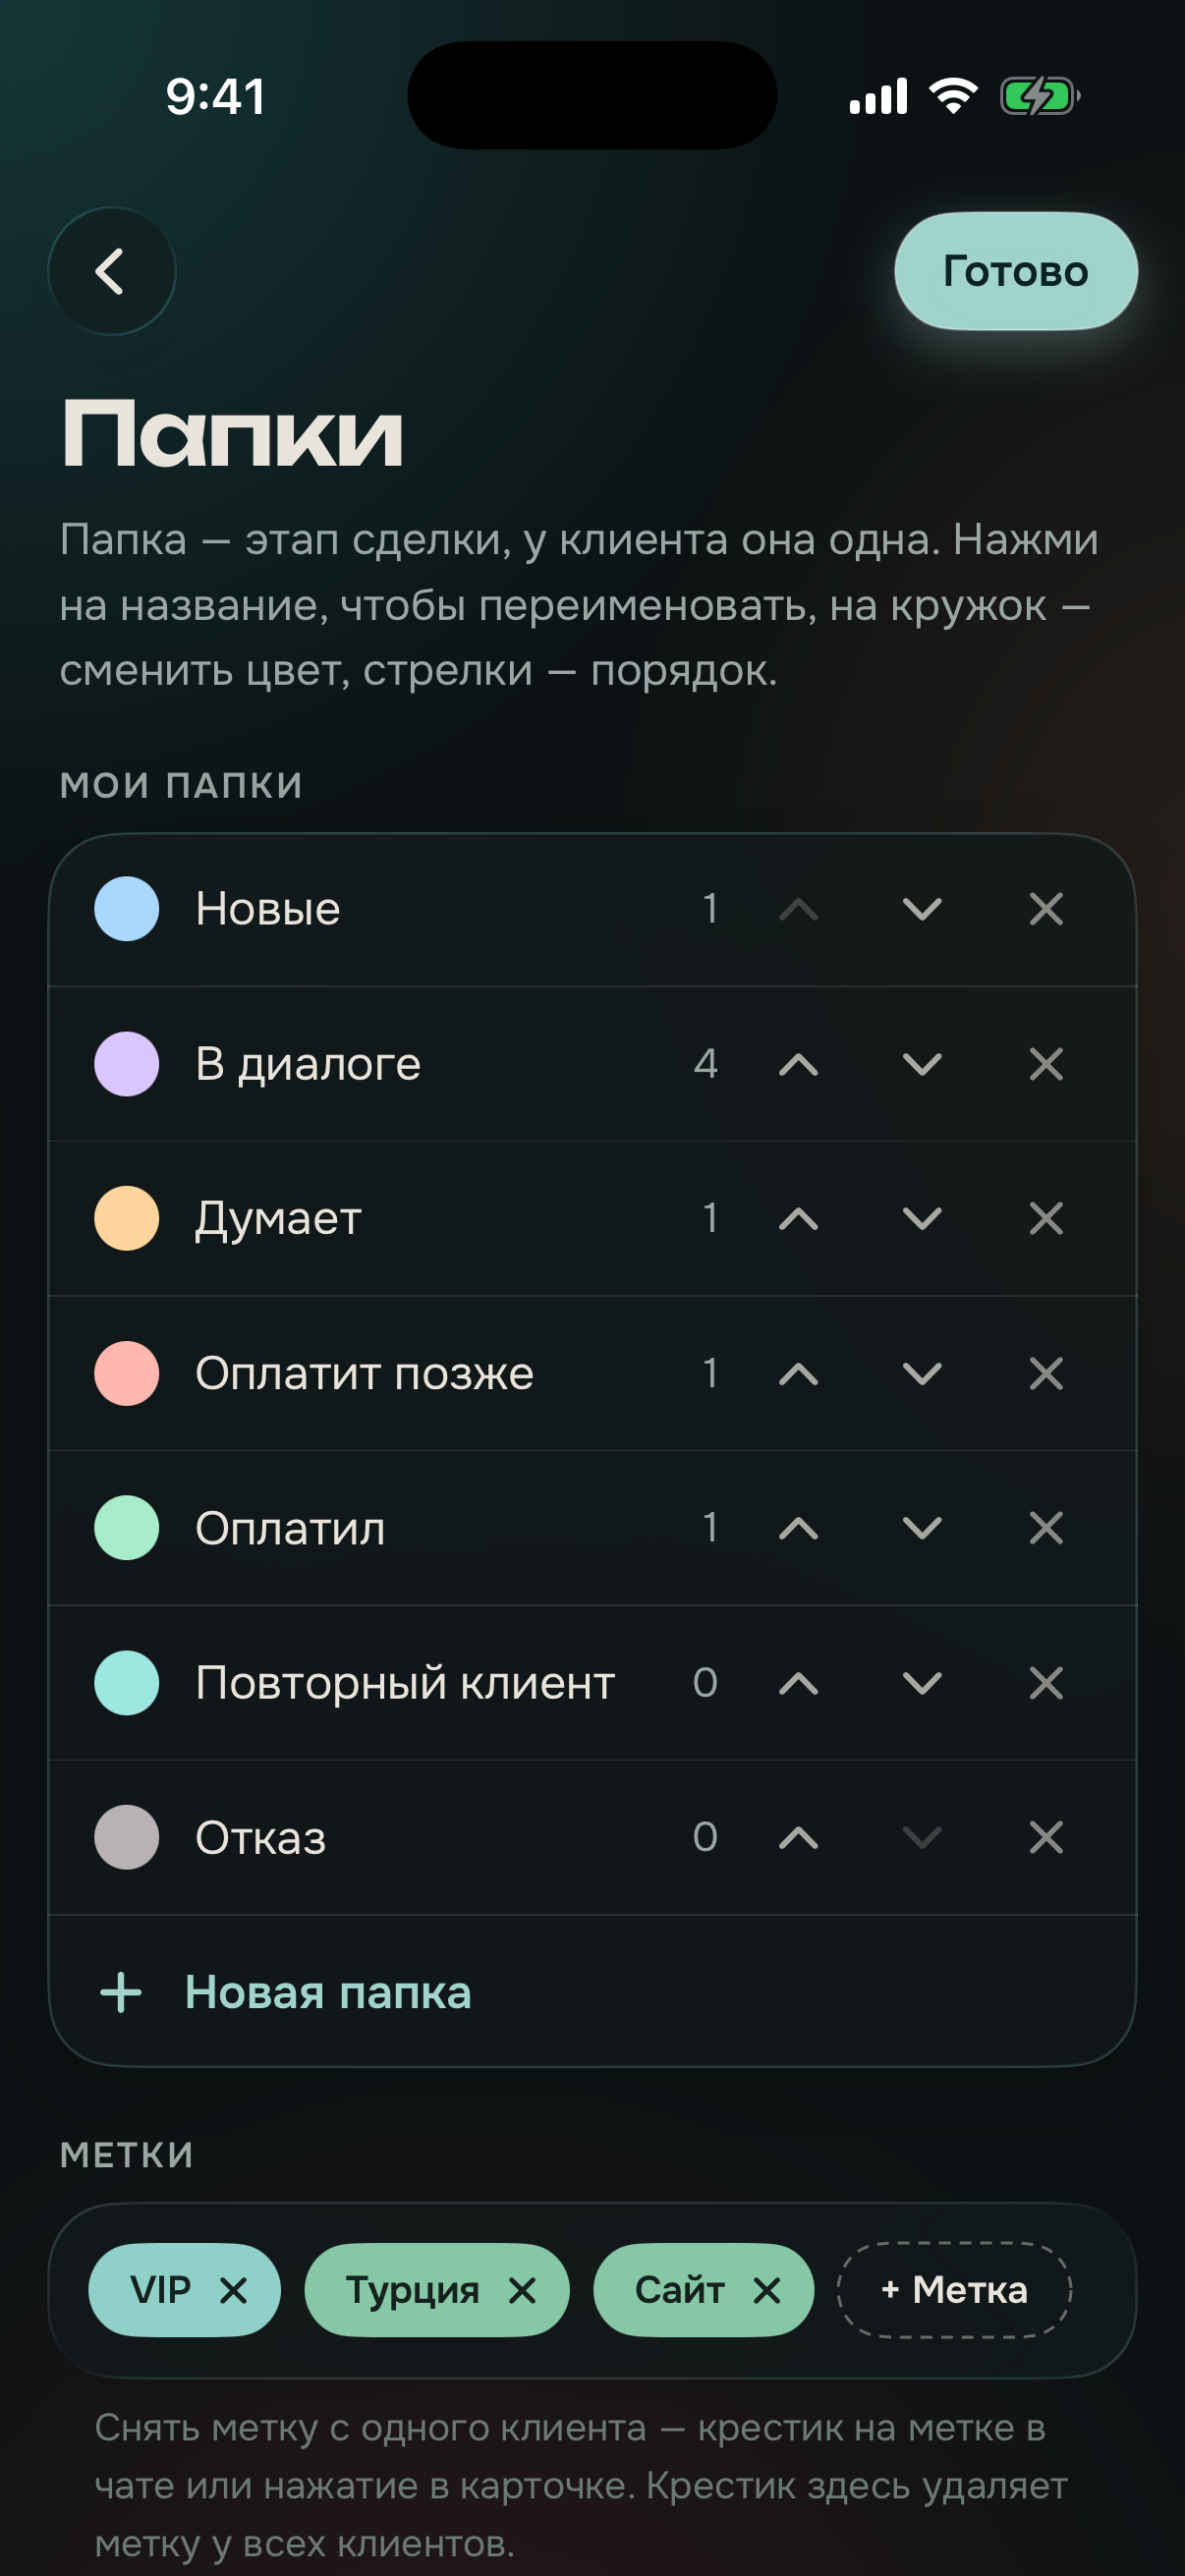 9:41
Готово
Папки
Папка — этап сделки, у клиента она одна. Нажми
на название, чтобы переименовать, на кружок —
сменить цвет, стрелки — порядок.
МОИ ПАПКИ
Новые 1
В диалоге 4
Думает 1
Оплатит позже 1
Оплатил 1
Повторный клиент 0
Отказ 0
+ Новая папка
МЕТКИ
VIP × Турция × Сайт × + Метка
Снять метку с одного клиента — крестик на метке в
чате или нажатие в карточке. Крестик здесь удаляет
метку у всех клиентов.